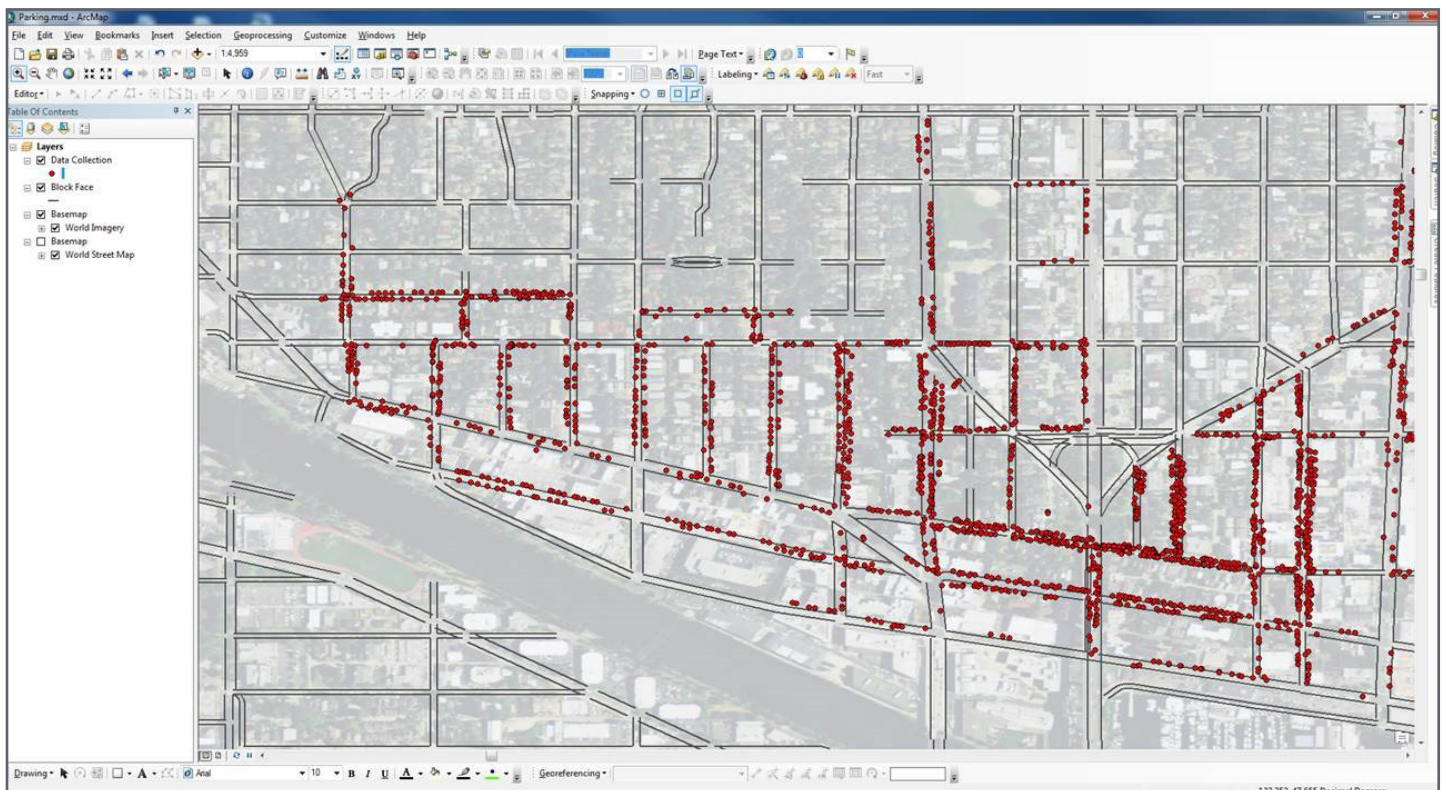 Parking.mxd - ArcMap
File Edit View Bookmarks Insert Selection Geoprocessing Customize Windows Help
1:4,959
Page Text
Labeling Fast
Editor Snapping
Table Of Contents
Layers
Data Collection
Block Face
Basemap
World Imagery
Basemap
World Street Map
Drawing A Arial 10 B I U A Georeferencing